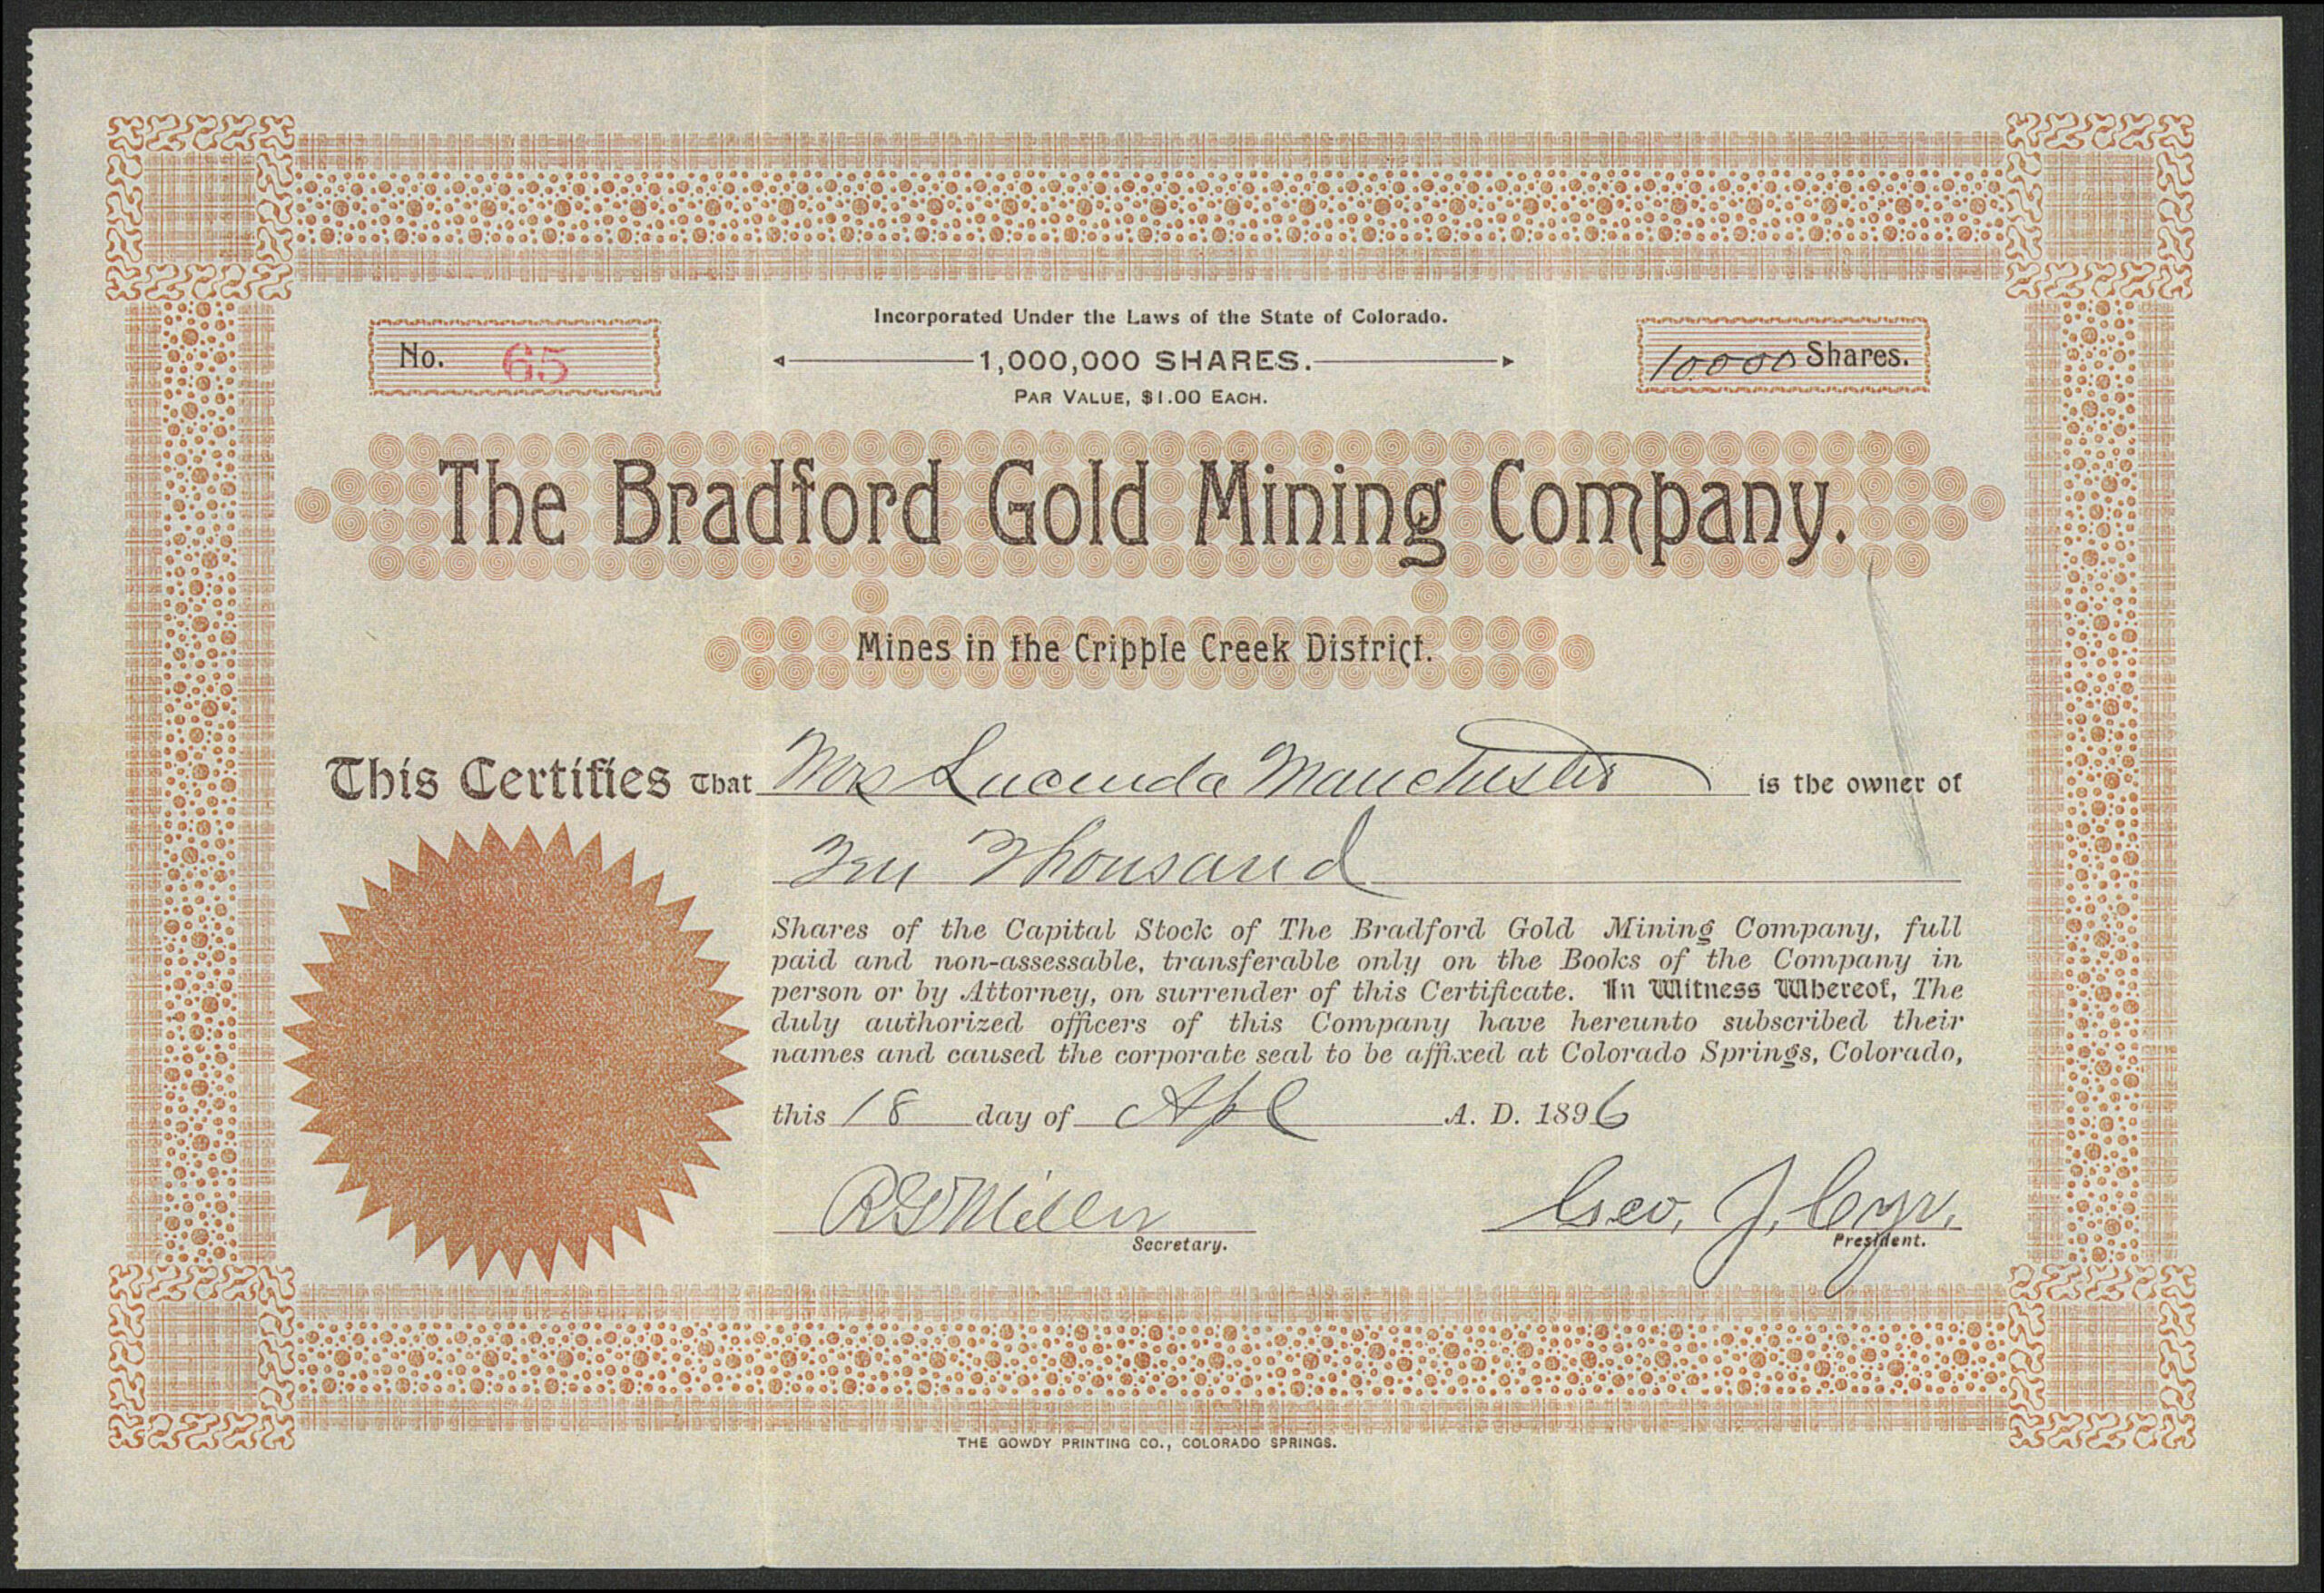 Incorporated Under the Laws of the State of Colorado.
No. 65
1,000,000 SHARES.
10000 Shares.
PAR VALUE, $1.00 EACH.
The Bradford Gold Mining Company.
Mines in the Cripple Creek District.
This Certifies That Mrs Lucinda Manchester is the owner of
Ten Thousand
Shares of the Capital Stock of The Bradford Gold Mining Company, full
paid and non-assessable, transferable only on the Books of the Company in
person or by Attorney, on surrender of this Certificate. In Witness Whereof, The
duly authorized officers of this Company have hereunto subscribed their
names and caused the corporate seal to be affixed at Colorado Springs, Colorado,
this 18 day of Apl A. D. 1896
Miller Geo. J. Cyr.
Secretary. President.
THE GOWDY PRINTING CO., COLORADO SPRINGS.